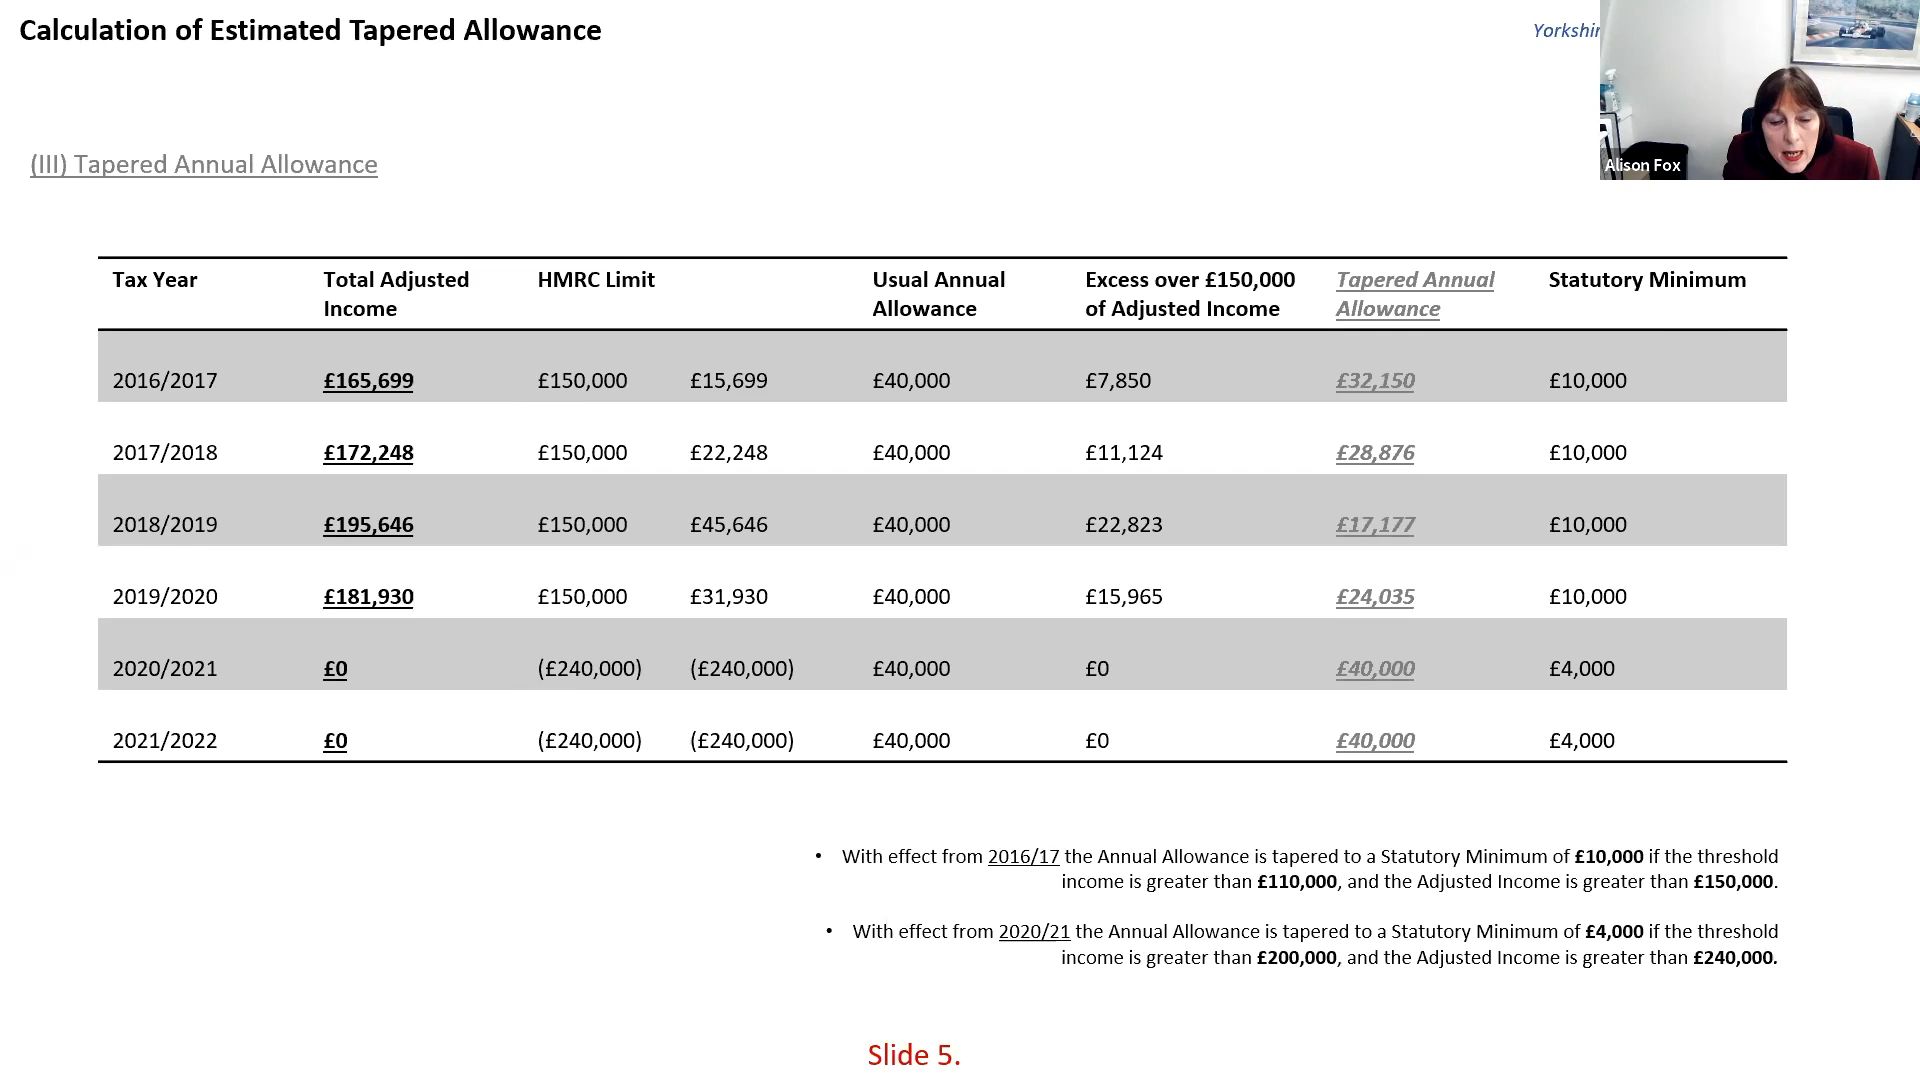 Calculation of Estimated Tapered Allowance
Yorkshir
Alison Fox
(III) Tapered Annual Allowance
Tax Year Total Adjusted Income HMRC Limit Usual Annual Allowance Excess over £150,000 of Adjusted Income Tapered Annual Allowance Statutory Minimum
2016/2017 £165,699 £150,000 £15,699 £40,000 £7,850 £32,150 £10,000
2017/2018 £172,248 £150,000 £22,248 £40,000 £11,124 £28,876 £10,000
2018/2019 £195,646 £150,000 £45,646 £40,000 £22,823 £17,177 £10,000
2019/2020 £181,930 £150,000 £31,930 £40,000 £15,965 £24,035 £10,000
2020/2021 £0 (£240,000) (£240,000) £40,000 £0 £40,000 £4,000
2021/2022 £0 (£240,000) (£240,000) £40,000 £0 £40,000 £4,000
• With effect from 2016/17 the Annual Allowance is tapered to a Statutory Minimum of £10,000 if the threshold
income is greater than £110,000, and the Adjusted Income is greater than £150,000.
• With effect from 2020/21 the Annual Allowance is tapered to a Statutory Minimum of £4,000 if the threshold
income is greater than £200,000, and the Adjusted Income is greater than £240,000.
Slide 5.